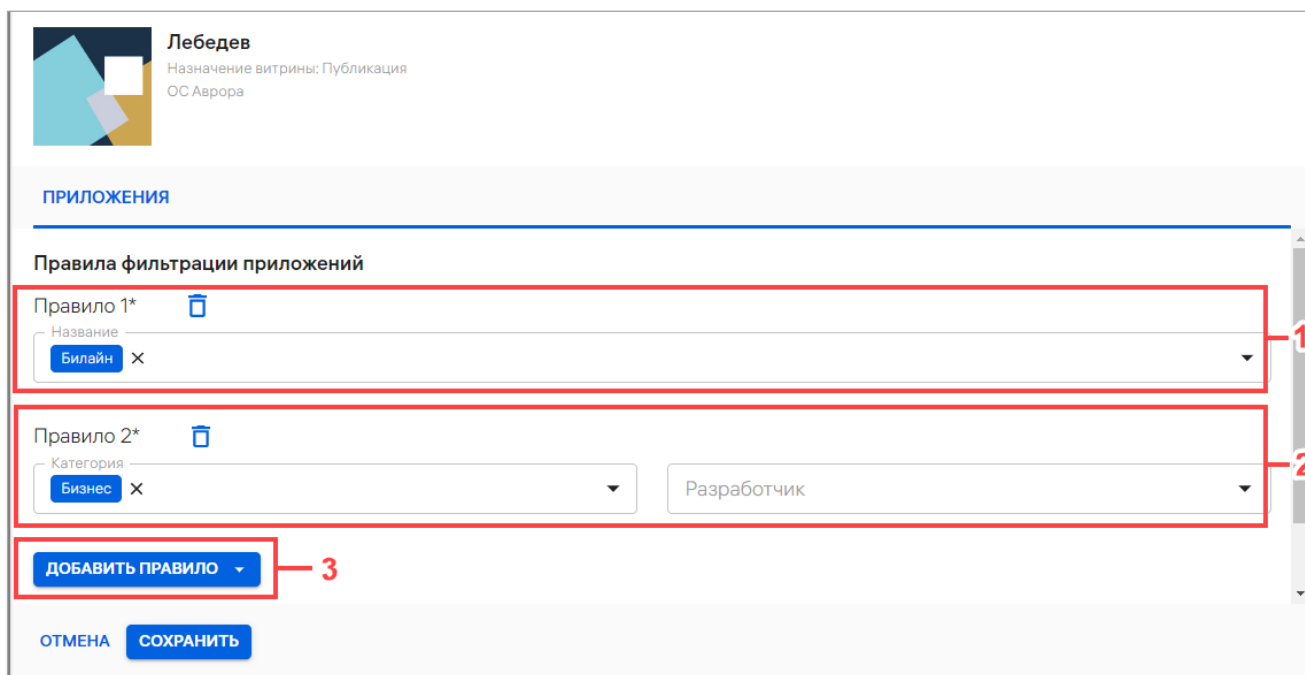 Лебедев
Назначение витрины: Публикация
ОС Аврора
ПРИЛОЖЕНИЯ
Правила фильтрации приложений
Правило 1*
Название
Билайн
1
Правило 2*
Категория
Бизнес
Разработчик
2
ДОБАВИТЬ ПРАВИЛО
3
ОТМЕНА СОХРАНИТЬ